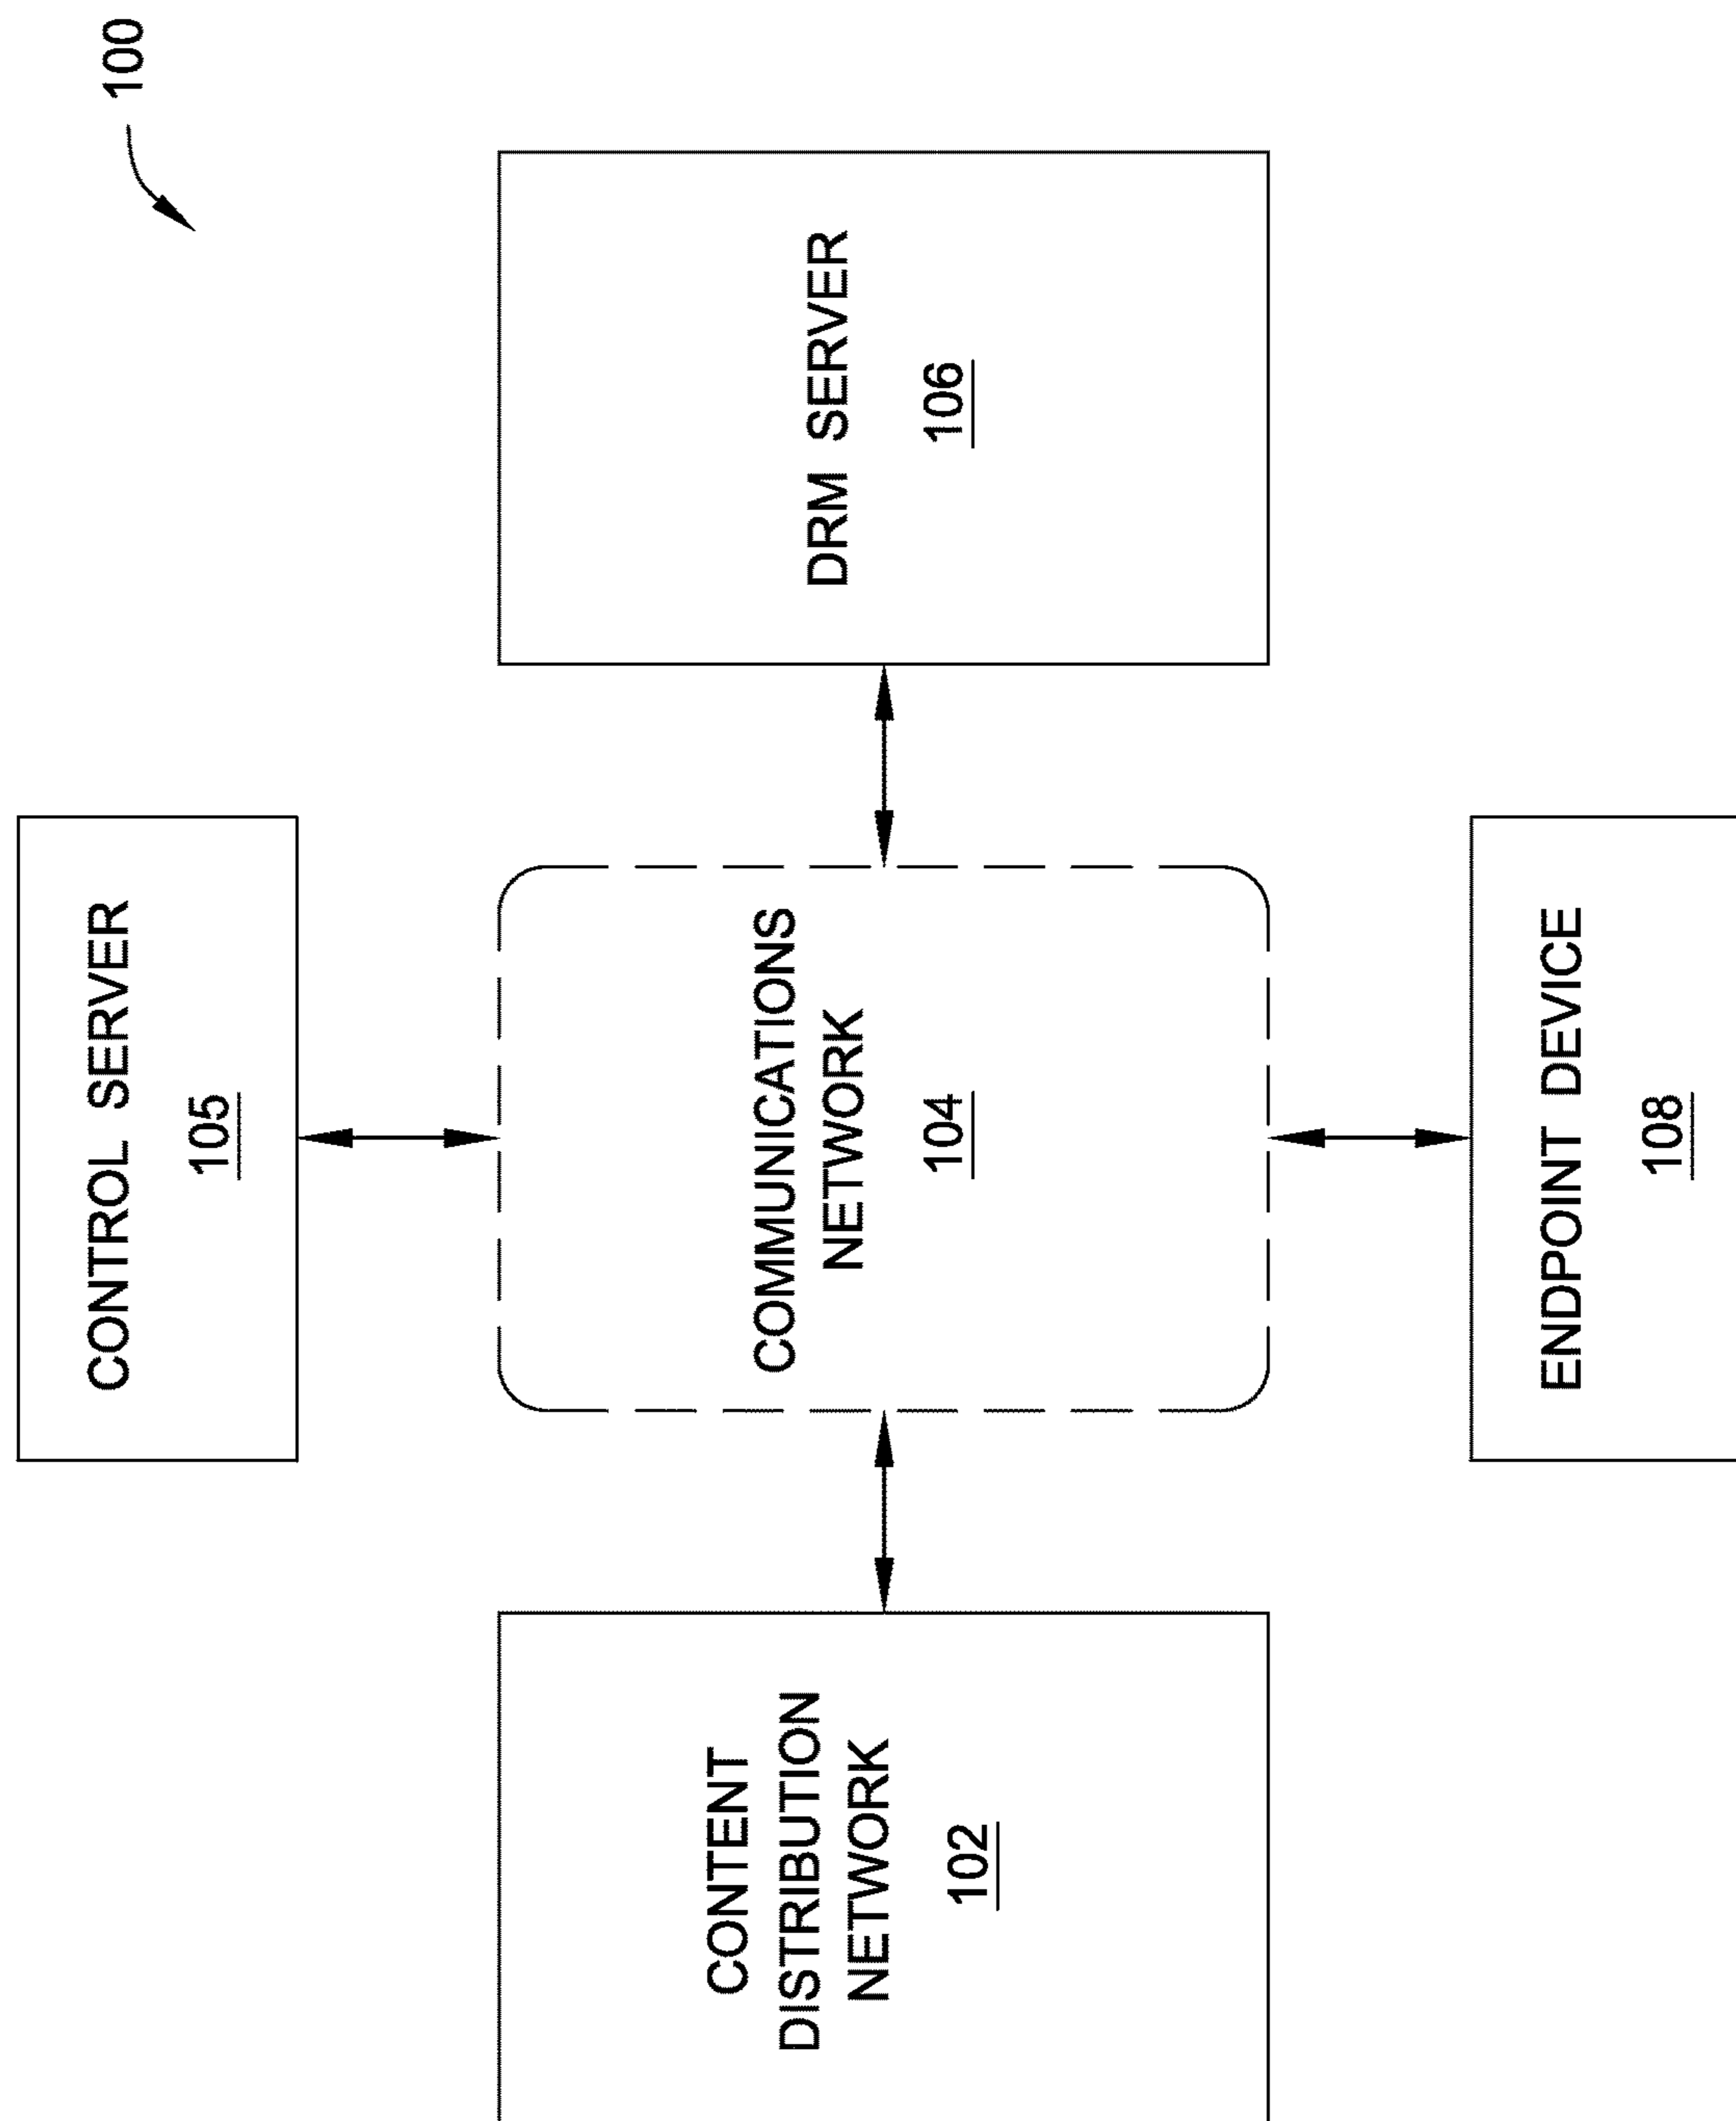 100
CONTROL SERVER
105
CONTENT
DISTRIBUTION
NETWORK
102
COMMUNICATIONS
NETWORK
104
DRM SERVER
106
ENDPOINT DEVICE
108